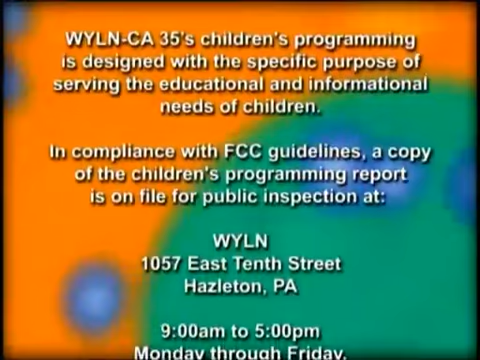 WYLN-CA 35's children's programming
is designed with the specific purpose of
serving the educational and informational
needs of children.
In compliance with FCC guidelines, a copy
of the children's programming report
is on file for public inspection at:
WYLN
1057 East Tenth Street
Hazleton, PA
9:00am to 5:00pm
Monday through Friday.